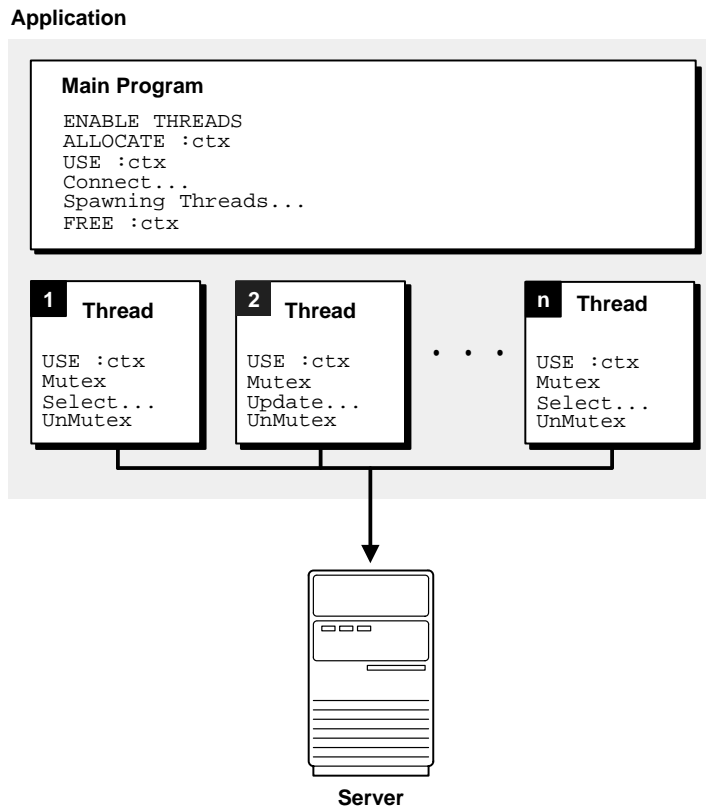 Application
Main Program
ENABLE THREADS
ALLOCATE :ctx
USE :ctx
Connect...
Spawning Threads...
FREE :ctx
1 Thread
USE :ctx
Mutex
Select...
UnMutex
2 Thread
USE :ctx
Mutex
Update...
UnMutex
. . .
n Thread
USE :ctx
Mutex
Select...
UnMutex
Server